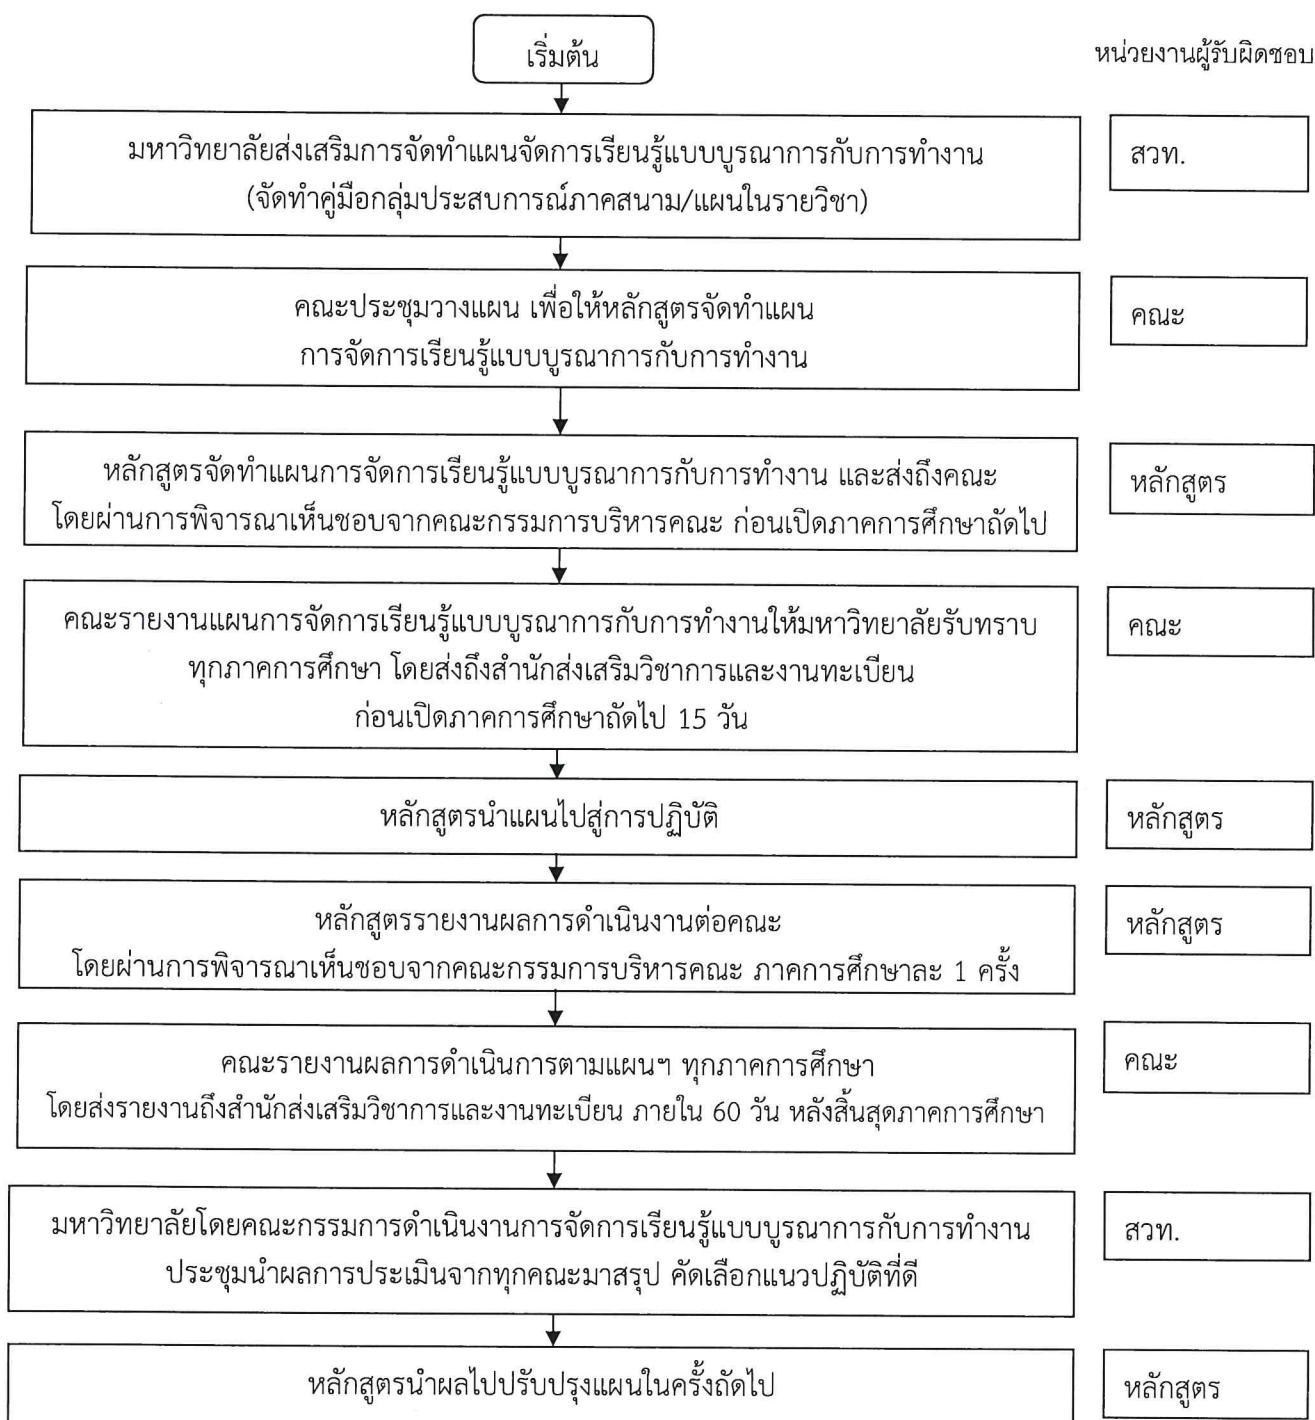 เริ่มต้น
หน่วยงานผู้รับผิดชอบ
มหาวิทยาลัยส่งเสริมการจัดทำแผนจัดการเรียนรู้แบบบูรณาการกับการทำงาน
(จัดทำคู่มือกลุ่มประสบการณ์ภาคสนาม/แผนในรายวิชา)
สวท.
คณะประชุมวางแผน เพื่อให้หลักสูตรจัดทำแผน
การจัดการเรียนรู้แบบบูรณาการกับการทำงาน
คณะ
หลักสูตรจัดทำแผนการจัดการเรียนรู้แบบบูรณาการกับการทำงาน และส่งถึงคณะ
โดยผ่านการพิจารณาเห็นชอบจากคณะกรรมการบริหารคณะ ก่อนเปิดภาคการศึกษาถัดไป
หลักสูตร
คณะรายงานแผนการจัดการเรียนรู้แบบบูรณาการกับการทำงานให้มหาวิทยาลัยรับทราบ
ทุกภาคการศึกษา โดยส่งถึงสำนักส่งเสริมวิชาการและงานทะเบียน
ก่อนเปิดภาคการศึกษาถัดไป 15 วัน
คณะ
หลักสูตรนำแผนไปสู่การปฏิบัติ
หลักสูตร
หลักสูตรรายงานผลการดำเนินงานต่อคณะ
โดยผ่านการพิจารณาเห็นชอบจากคณะกรรมการบริหารคณะ ภาคการศึกษาละ 1 ครั้ง
หลักสูตร
คณะรายงานผลการดำเนินการตามแผนฯ ทุกภาคการศึกษา
โดยส่งรายงานถึงสำนักส่งเสริมวิชาการและงานทะเบียน ภายใน 60 วัน หลังสิ้นสุดภาคการศึกษา
คณะ
มหาวิทยาลัยโดยคณะกรรมการดำเนินงานการจัดการเรียนรู้แบบบูรณาการกับการทำงาน
ประชุมนำผลการประเมินจากทุกคณะมาสรุป คัดเลือกแนวปฏิบัติที่ดี
สวท.
หลักสูตรนำผลไปปรับปรุงแผนในครั้งถัดไป
หลักสูตร